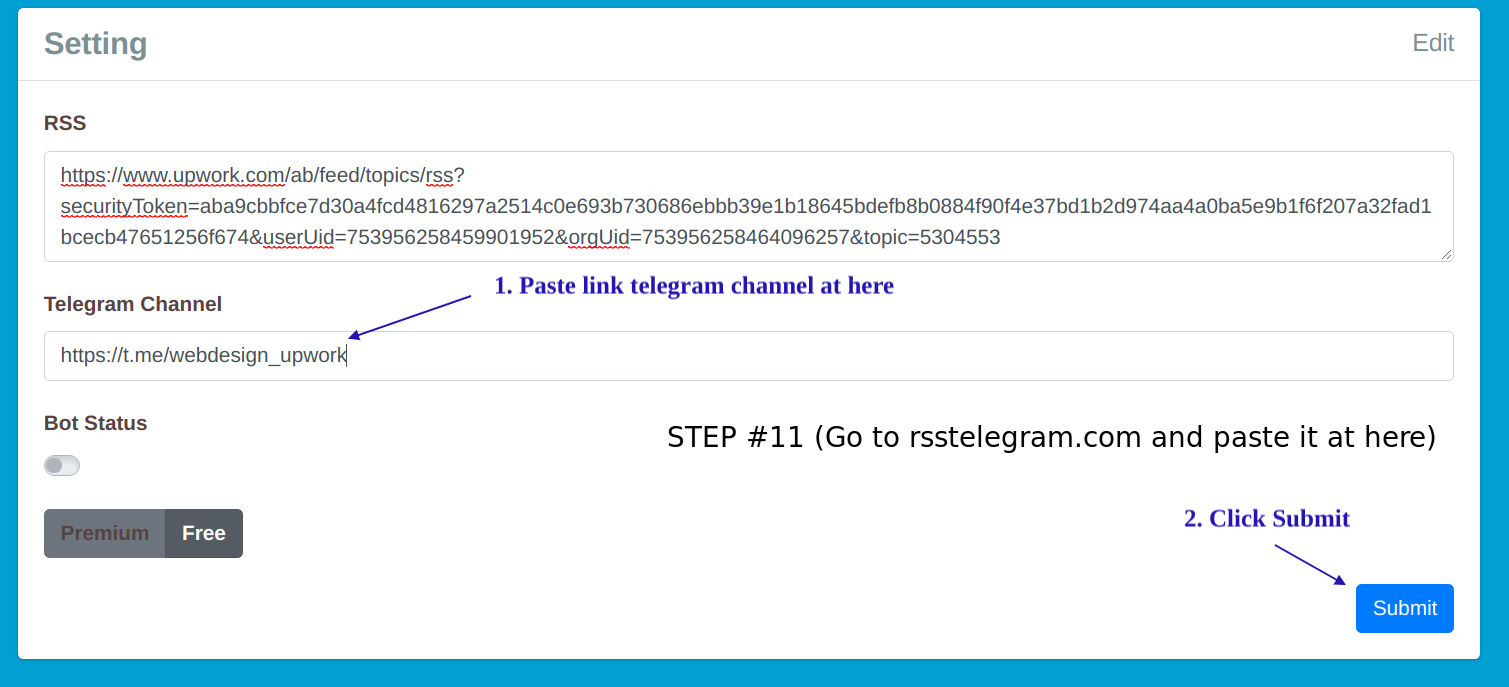 Setting
Edit
RSS
https://www.upwork.com/ab/feed/topics/rss?
securityToken=aba9cbbfce7d30a4fcd4816297a2514c0e693b730686ebbb39e1b18645bdefb8b0884f90f4e37bd1b2d974aa4a0ba5e9b1f6f207a32fad1
bcecb47651256f674&userUid=753956258459901952&orgUid=753956258464096257&topic=5304553
1. Paste link telegram channel at here
Telegram Channel
https://t.me/webdesign_upwork
Bot Status
STEP #11 (Go to rsstelegram.com and paste it at here)
Premium
Free
2. Click Submit
Submit